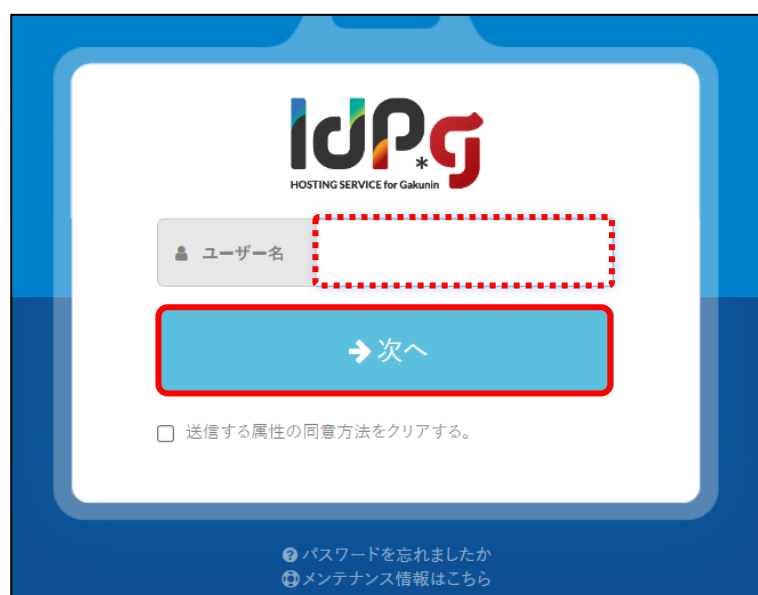 IdP*g
HOSTING SERVICE for Gakunin
ユーザー名
次へ
送信する属性の同意方法をクリアする。
パスワードを忘れましたか
メンテナンス情報はこちら